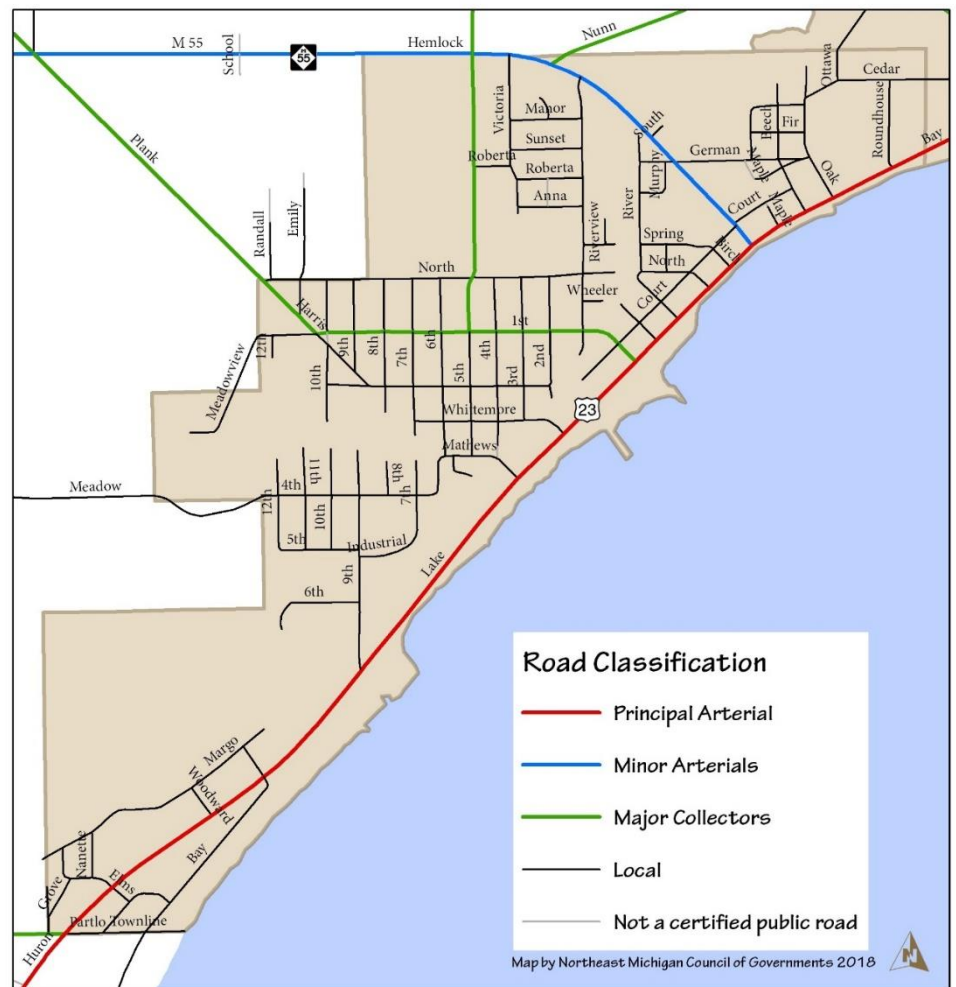 M 55
School
55
Hemlock
Nunn
Ottawa
Cedar
Plank
Victoria
Manor
Sunset
Roberta
Roberta
Anna
South
German
Murphy
River
Beech
Fir
Maple
Oak
Roundhouse
Bay
Randall
Emily
Riverview
Court
Maple
Spring
North
Birch
North
Wheeler
Court
Harris
1st
12th
9th
8th
7th
6th
5th
4th
3rd
2nd
10th
Meadowview
Whittemore
23
Mathews
Meadow
4th
11th
8th
12th
10th
7th
5th
Industrial
9th
6th
Lake
Margo
Woodward
Nanette
Bay
Grove
Elms
Partlo Townline
Huron
Road Classification
Principal Arterial
Minor Arterials
Major Collectors
Local
Not a certified public road
Map by Northeast Michigan Council of Governments 2018
N